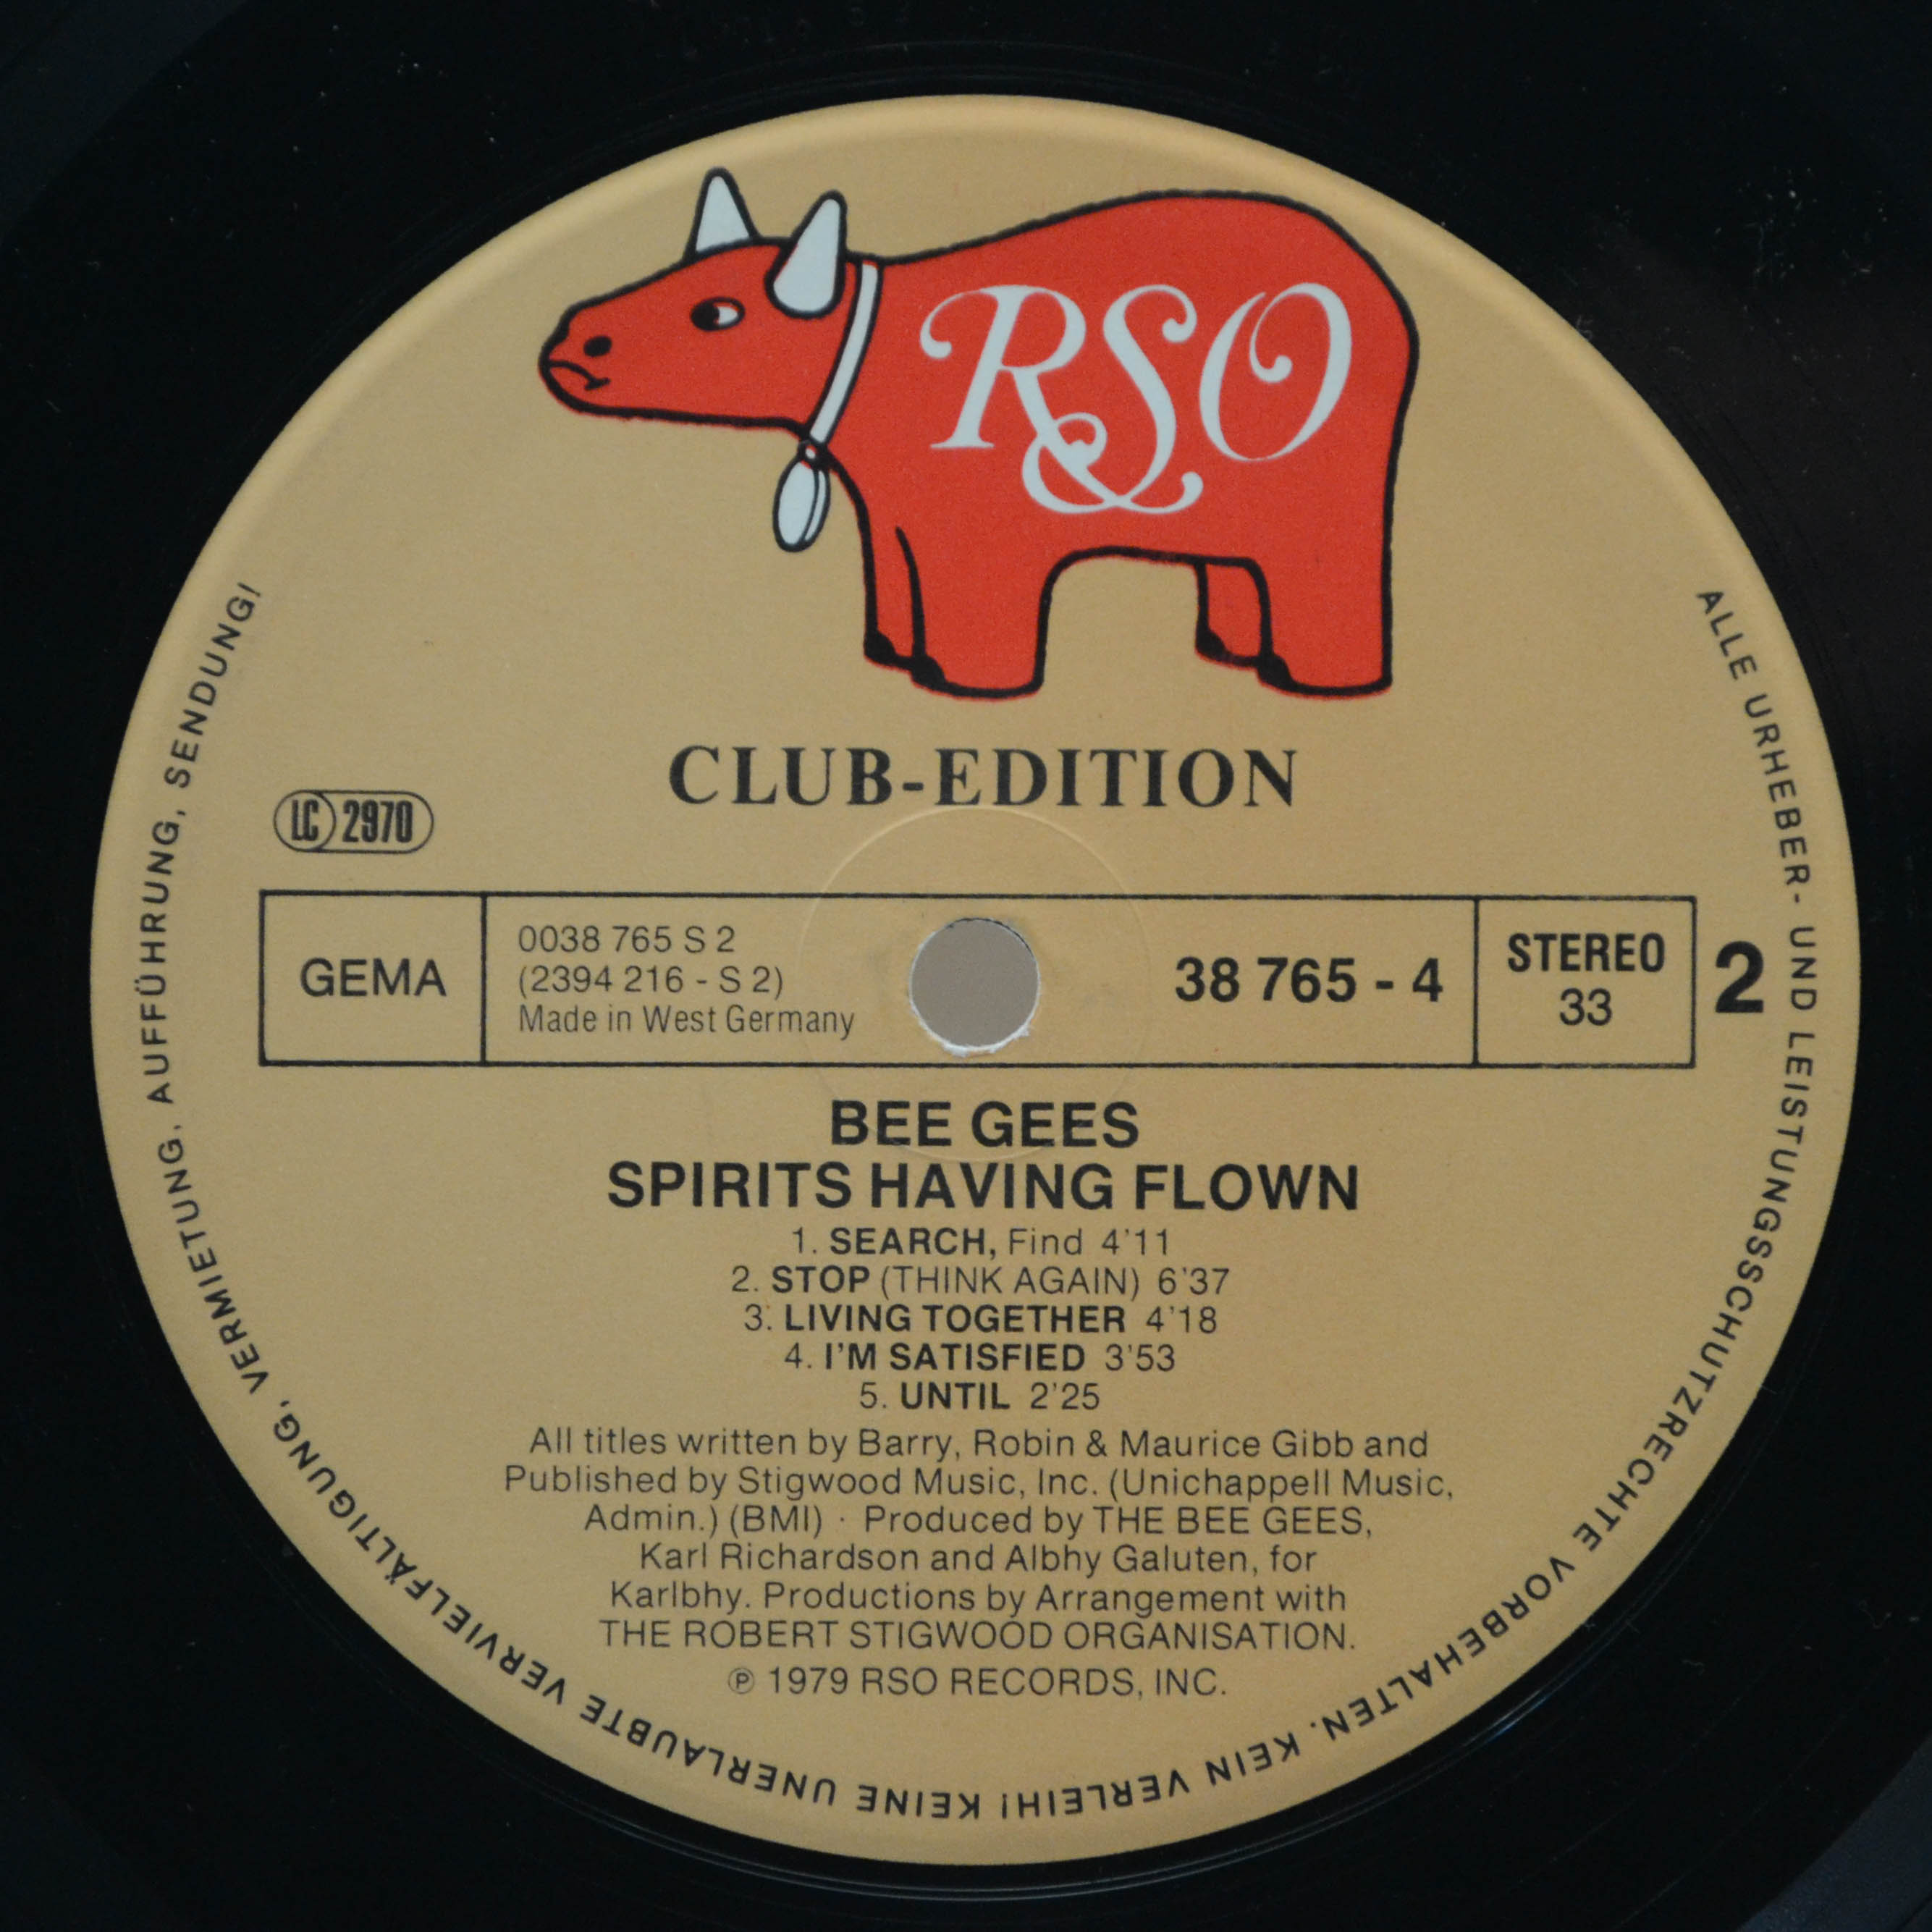 RSO
CLUB-EDITION
LC 2970
GEMA
0038 765 S 2
(2394 216 - S 2)
Made in West Germany
38 765 - 4
STEREO
33
2
BEE GEES
SPIRITS HAVING FLOWN
1. SEARCH, Find 4'11
2. STOP (THINK AGAIN) 6'37
3. LIVING TOGETHER 4'18
4. I'M SATISFIED 3'53
5. UNTIL 2'25
All titles written by Barry, Robin & Maurice Gibb and
Published by Stigwood Music, Inc. (Unichappell Music,
Admin.) (BMI) · Produced by THE BEE GEES,
Karl Richardson and Albhy Galuten, for
Karlbhy. Productions by Arrangement with
THE ROBERT STIGWOOD ORGANISATION.
℗ 1979 RSO RECORDS, INC.
ALLE URHEBER- UND LEISTUNGSSCHUTZRECHTE VORBEHALTEN. KEIN VERLEIH! KEINE UNERLAUBTE VERVIELFÄLTIGUNG, VERMIETUNG, AUFFÜHRUNG, SENDUNG!